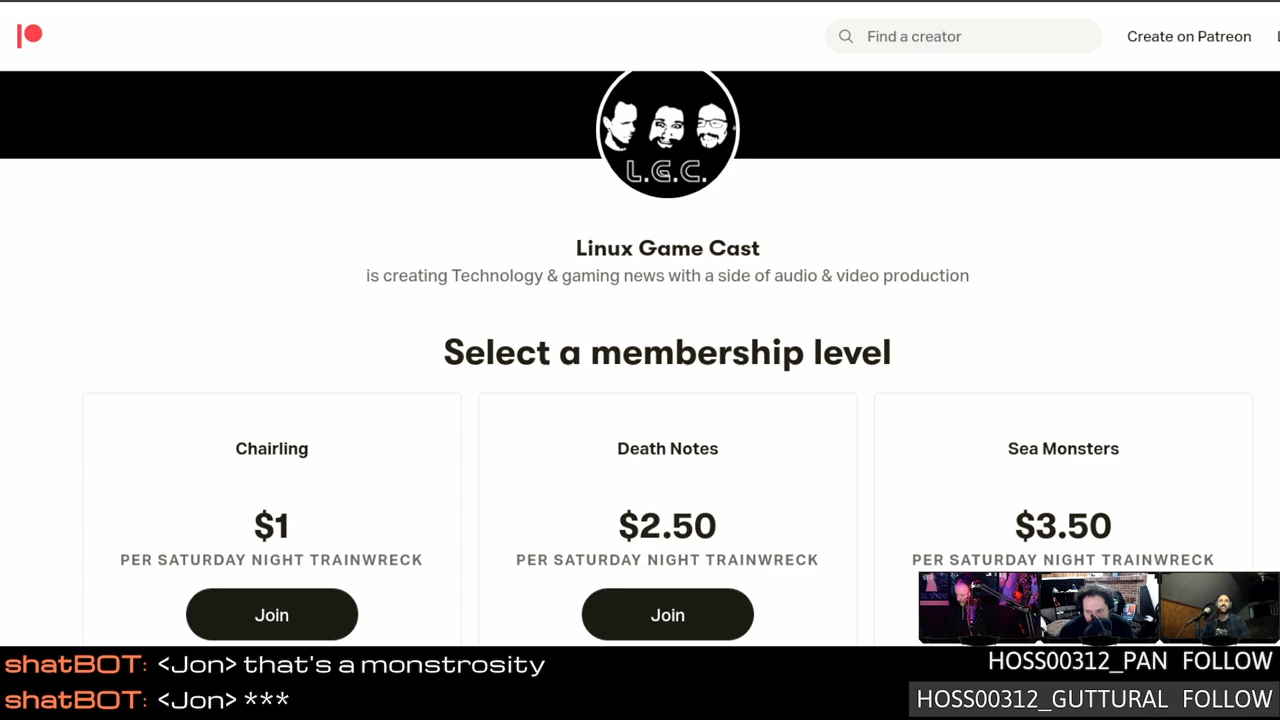 Find a creator
Create on Patreon
L.G.C.
Linux Game Cast
is creating Technology & gaming news with a side of audio & video production
Select a membership level
Chairling
$1
PER SATURDAY NIGHT TRAINWRECK
Join
Death Notes
$2.50
PER SATURDAY NIGHT TRAINWRECK
Join
Sea Monsters
$3.50
PER SATURDAY NIGHT TRAINWRECK
shatBOT: <Jon> that's a monstrosity
shatBOT: <Jon> ***
HOSS00312_PAN FOLLOW
HOSS00312_GUTTURAL FOLLOW